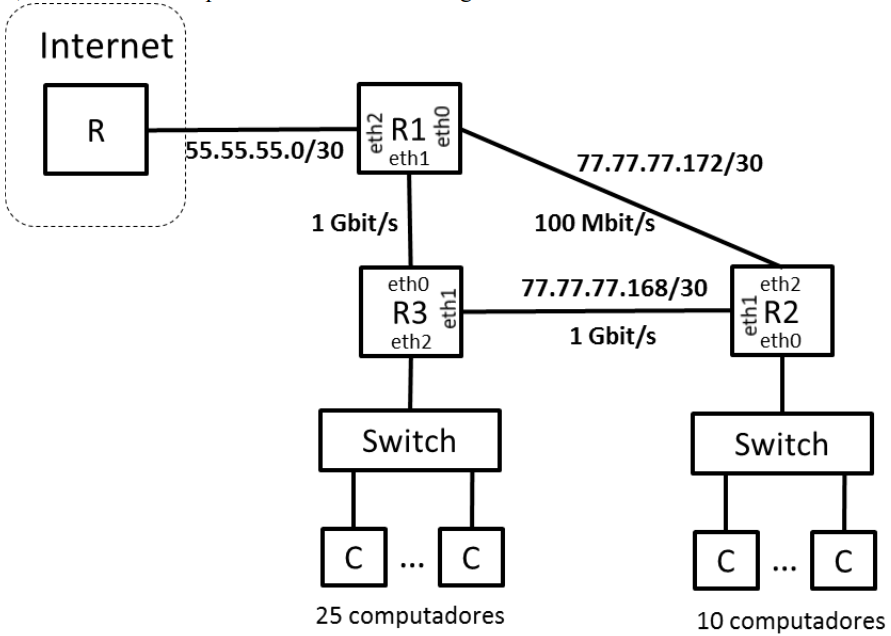 Internet
R
55.55.55.0/30
eth2
R1
eth0
eth1
77.77.77.172/30
100 Mbit/s
1 Gbit/s
eth0
R3
eth1
eth2
77.77.77.168/30
1 Gbit/s
eth2
eth1
R2
eth0
Switch
Switch
C
...
C
C
...
C
25 computadores
10 computadores